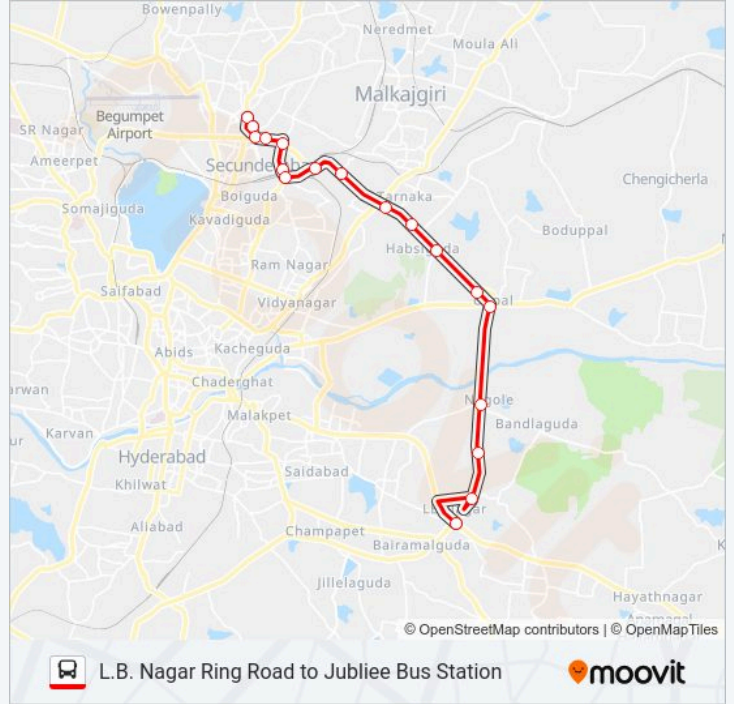 Bowenpally
Neredmet
Moula Ali
Malkajgiri
Begumpet
Airport
SR Nagar
Ameerpet
Chengicherla
Boiguda
Somajiguda
Kavadiguda
Boduppal
Ram Nagar
Saifabad
Vidyanagar
Abids
Kacheguda
Chaderghat
Malakpet
Bandlaguda
Karvan
Hyderabad
Saidabad
Khilwat
Aliabad
Champapet
Bairamalguda
Jillelaguda
Hayathnagar
© OpenStreetMap contributors | © OpenMapTiles
L.B. Nagar Ring Road to Jubliee Bus Station
moovit